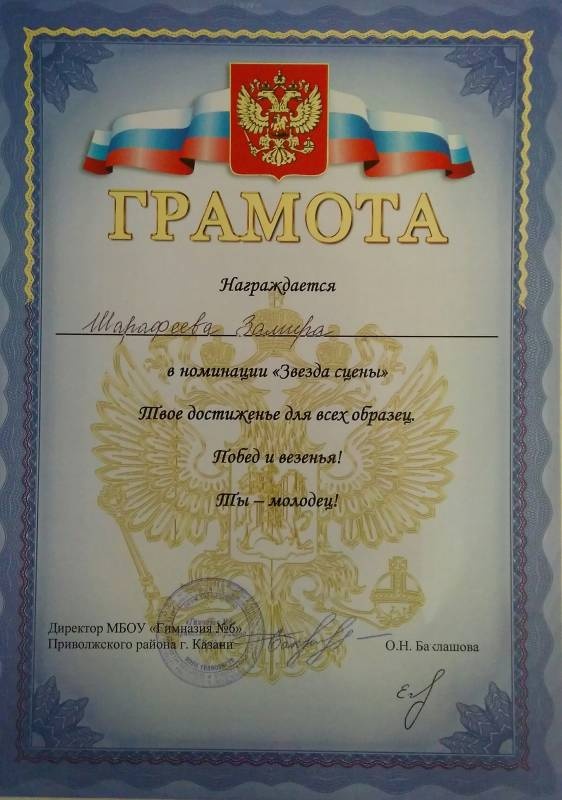 ГРАМОТА
Награждается
Шарафеева Замира
в номинации «Звезда сцены»
Твое достиженье для всех образец.
Побед и везенья!
Ты – молодец!
Директор МБОУ «Гимназия №6»
Приволжского района г. Казани
О.Н. Ба слашова